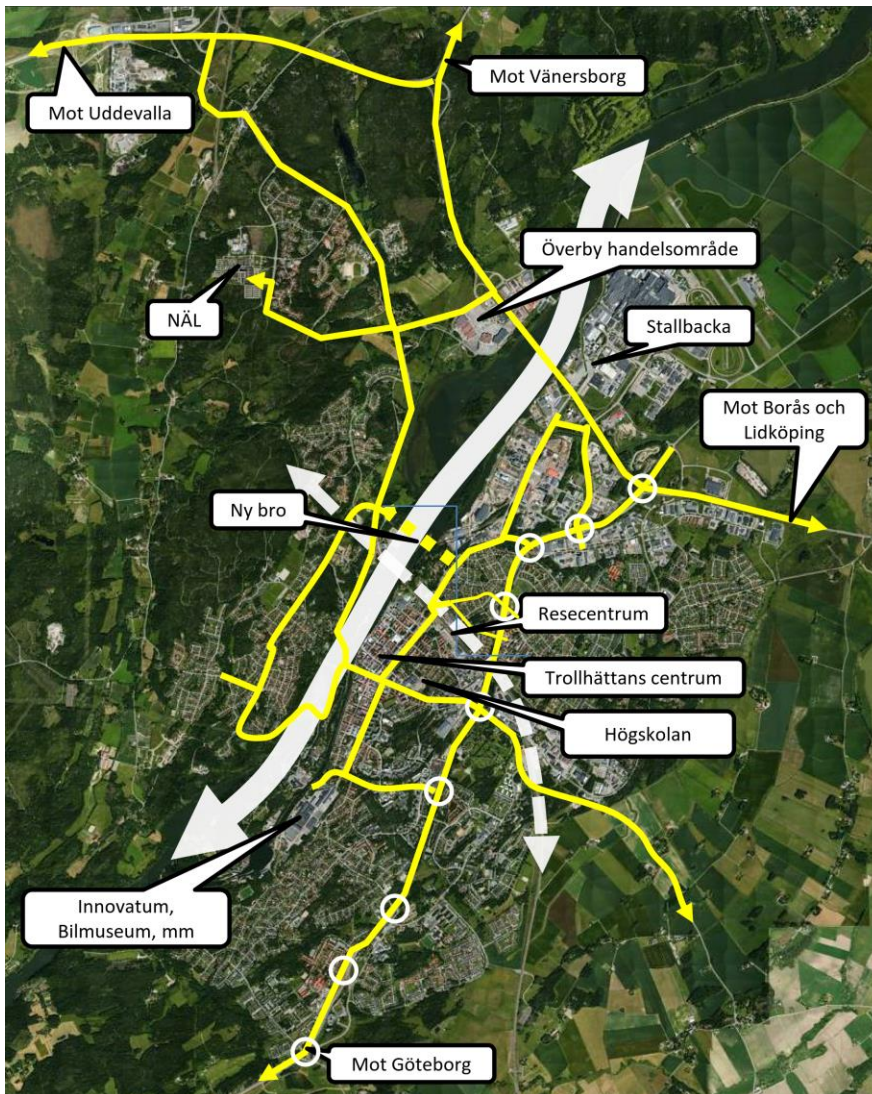 Mot Vänersborg
Mot Uddevalla
Överby handelsområde
NÄL
Stallbacka
Mot Borås och
Lidköping
Ny bro
Resecentrum
Trollhättans centrum
Högskolan
Innovatum,
Bilmuseum, mm
Mot Göteborg